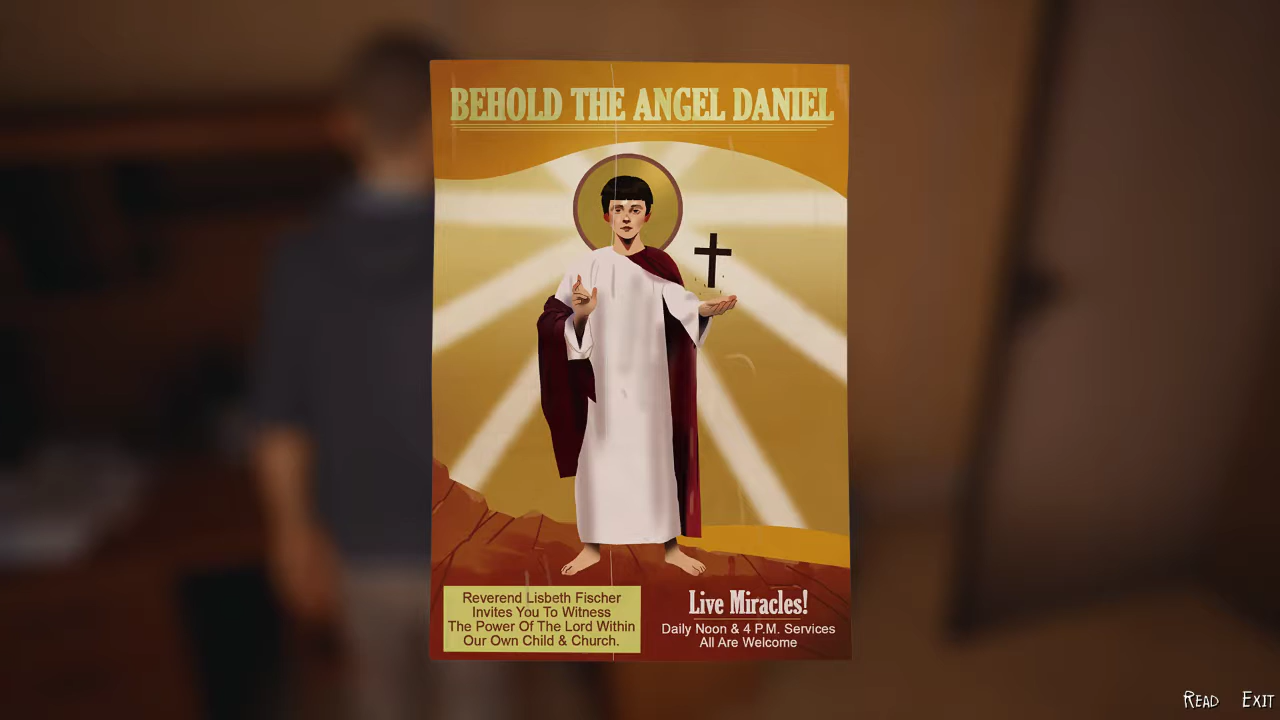 BEHOLD THE ANGEL DANIEL
Reverend Lisbeth Fischer
Invites You To Witness
The Power Of The Lord Within
Our Own Child & Church.
Live Miracles!
Daily Noon & 4 P.M. Services
All Are Welcome
READ EXIT